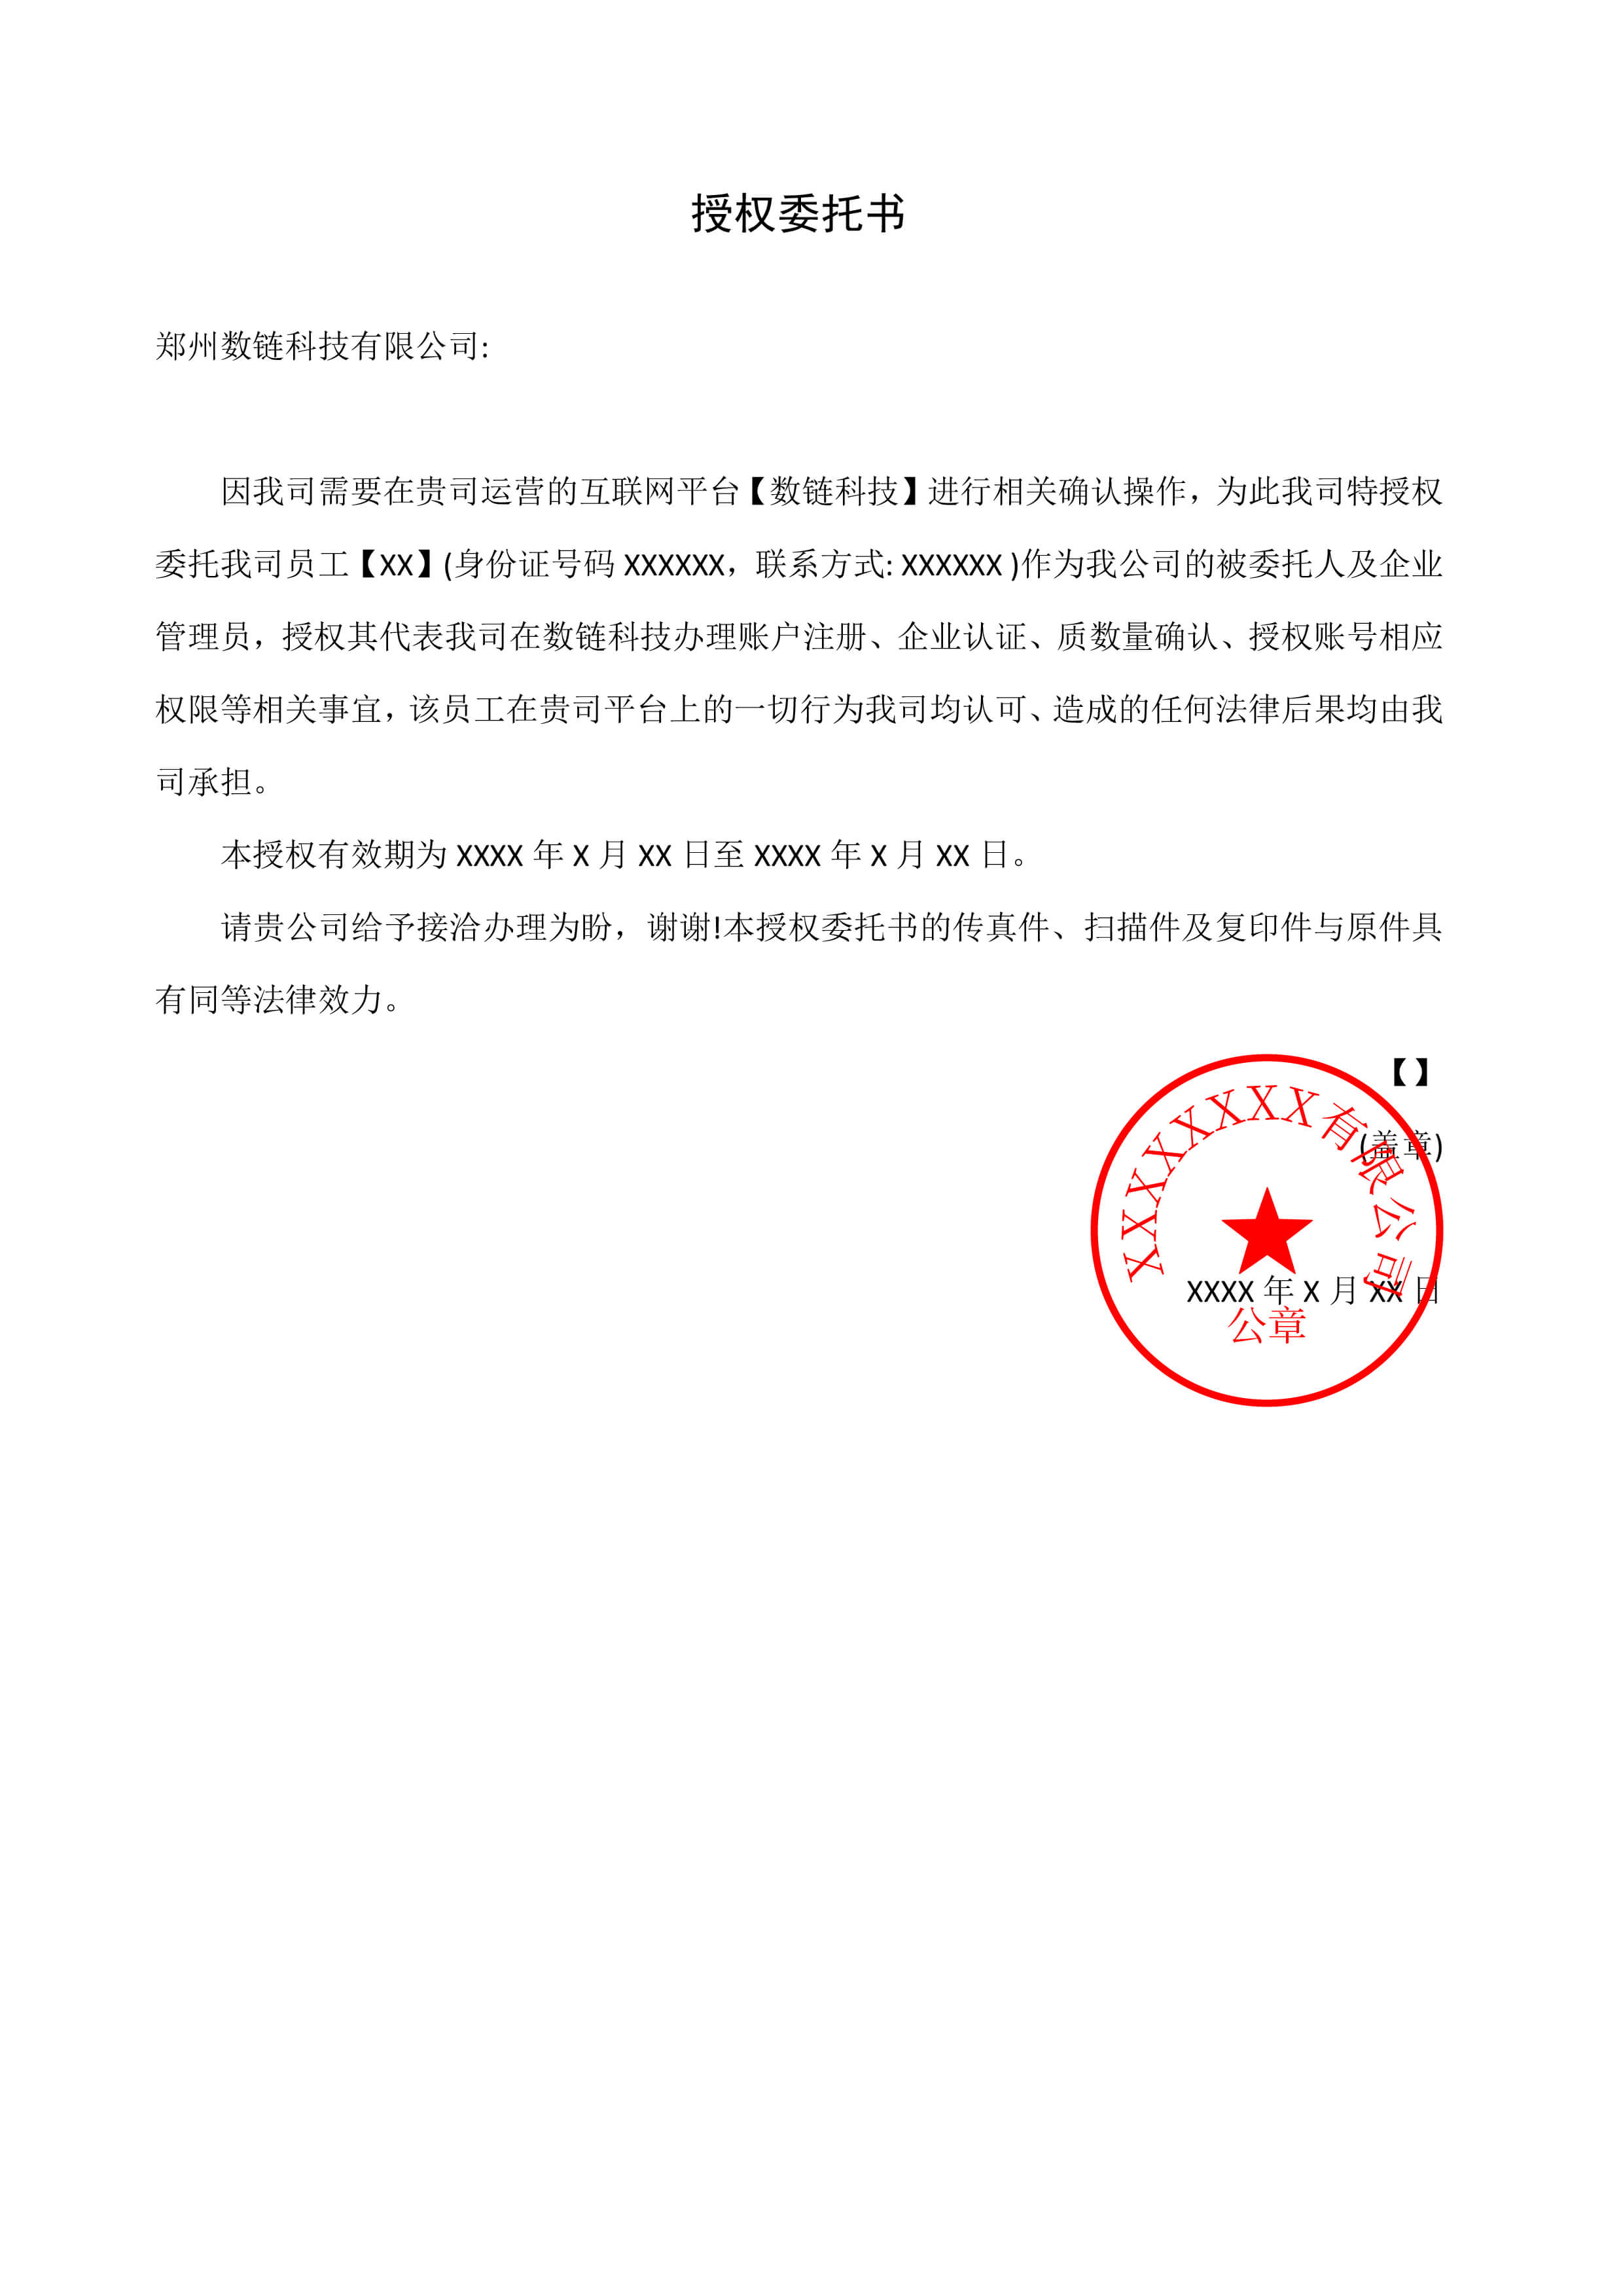 授权委托书
郑州数链科技有限公司:
因我司需要在贵司运营的互联网平台【数链科技】进行相关确认操作，为此我司特授权
委托我司员工【XX】(身份证号码 XXXXXX，联系方式: XXXXXX )作为我公司的被委托人及企业
管理员，授权其代表我司在数链科技办理账户注册、企业认证、质数量确认、授权账号相应
权限等相关事宜，该员工在贵司平台上的一切行为我司均认可、造成的任何法律后果均由我
司承担。
本授权有效期为 XXXX 年 X 月 XX 日至 XXXX 年 X 月 XX 日。
请贵公司给予接洽办理为盼，谢谢!本授权委托书的传真件、扫描件及复印件与原件具
有同等法律效力。
【】
(盖章)
XXXXXXXX有限公司
XXXX 年 X 月 XX 日
公章